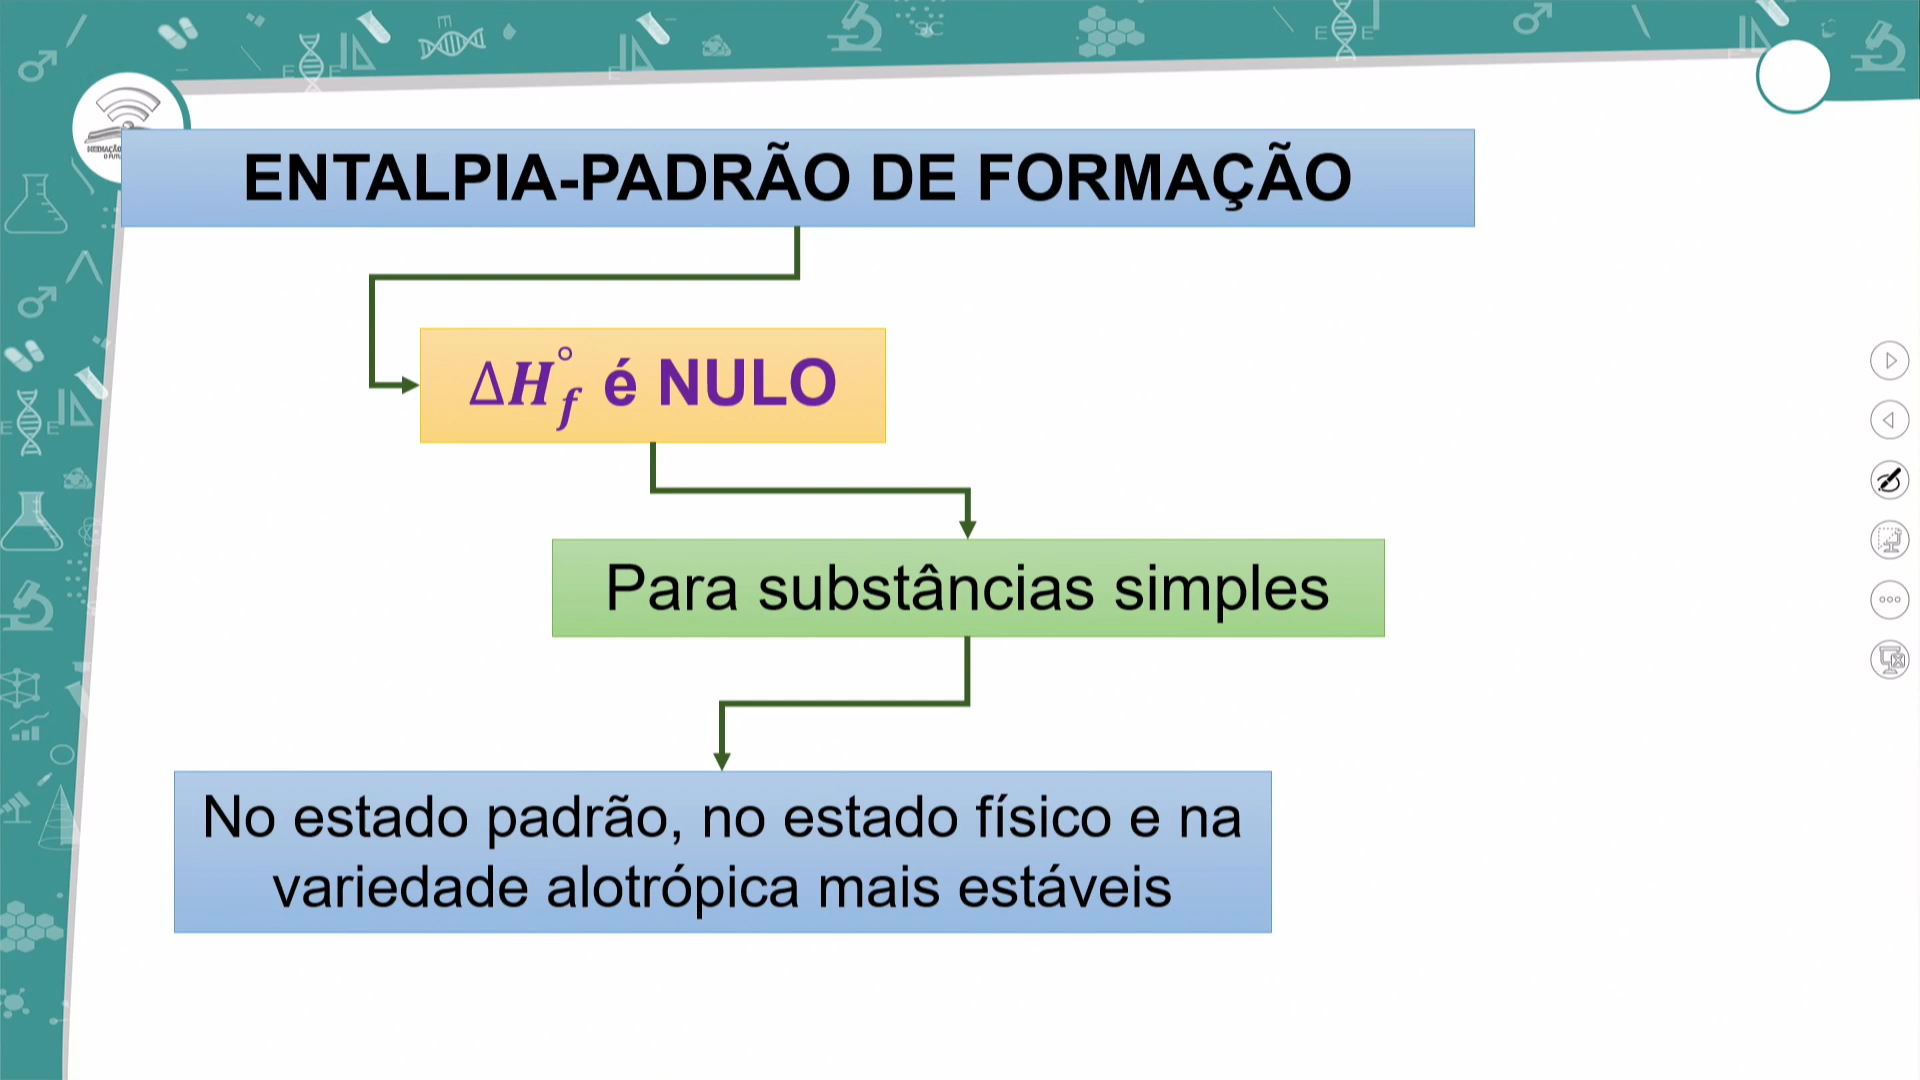 ENTALPIA-PADRÃO DE FORMAÇÃO
ΔH°f é NULO
Para substâncias simples
No estado padrão, no estado físico e na
variedade alotrópica mais estáveis